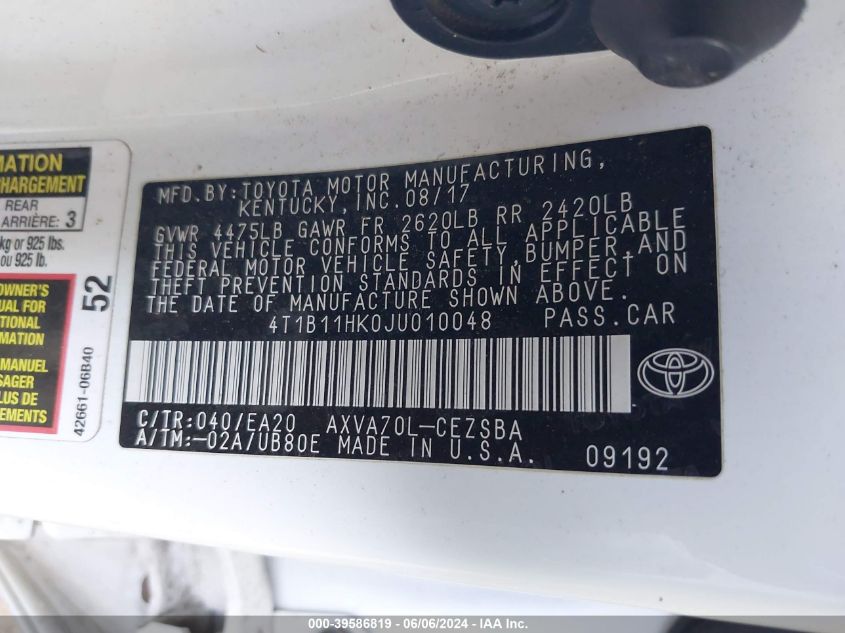 MFD.BY:TOYOTA MOTOR MANUFACTURING,
KENTUCKY,INC.08/17
GVWR 4475LB GAWR FR 2620LB RR 2420LB
THIS VEHICLE CONFORMS TO ALL APPLICABLE
FEDERAL MOTOR VEHICLE SAFETY,BUMPER,AND
THEFT PREVENTION STANDARDS IN EFFECT ON
THE DATE OF MANUFACTURE SHOWN ABOVE.
4T1B11HK0JU010048 PASS.CAR
C/TR:040/EA20 AXVA70L-CEZSBA
A/TM:-02A/UB80E MADE IN U.S.A. 09192
MATION
CHARGEMENT
REAR
ARRIÈRE: 3
kg or 925 lbs.
ou 925 lb.
OWNER'S
UAL FOR
TIONAL
RMATION
MANUEL
SAGER
LUS DE
52
42661-06B40
000-39586819 - 06/06/2024 - IAA Inc.